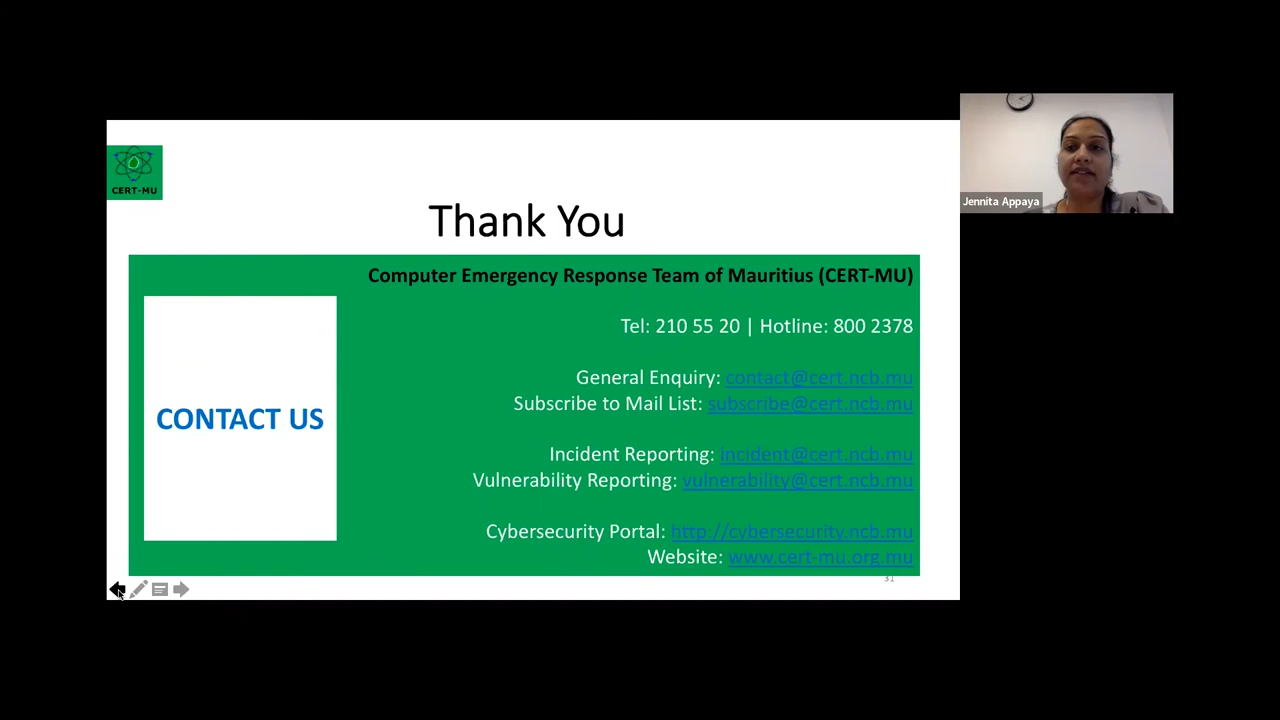 CERT-MU
Jennita Appaya
Thank You
Computer Emergency Response Team of Mauritius (CERT-MU)
Tel: 210 55 20 | Hotline: 800 2378
General Enquiry: contact@cert.ncb.mu
Subscribe to Mail List: subscribe@cert.ncb.mu
CONTACT US
Incident Reporting: incident@cert.ncb.mu
Vulnerability Reporting: vulnerability@cert.ncb.mu
Cybersecurity Portal: http://cybersecurity.ncb.mu
Website: www.cert-mu.org.mu
31